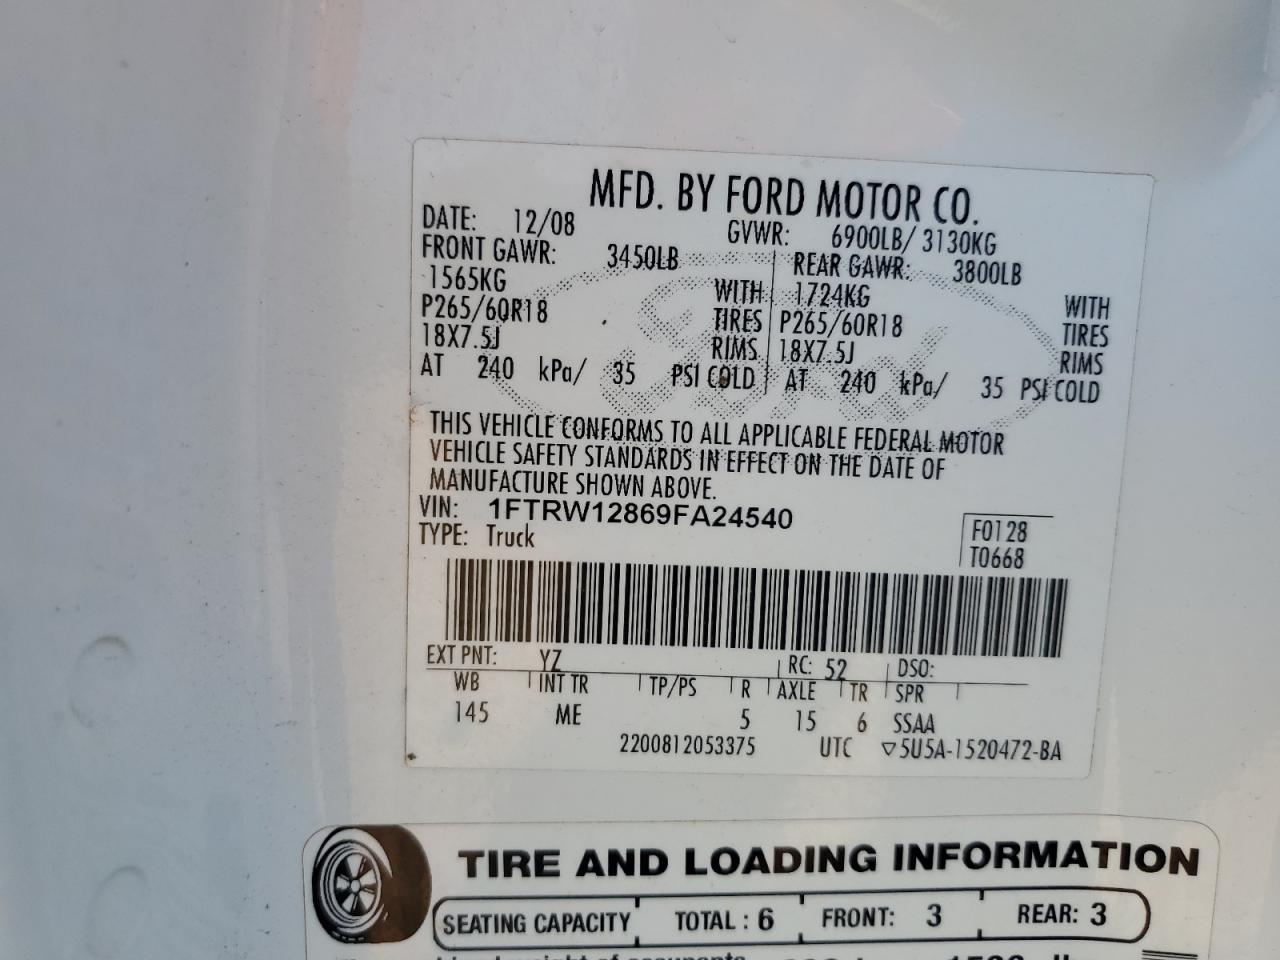 MFD. BY FORD MOTOR CO.
DATE: 12/08 GVWR: 6900LB/ 3130KG
FRONT GAWR: 3450LB REAR GAWR: 3800LB
1565KG WITH 1724KG WITH
P265/60R18 TIRES P265/60R18 TIRES
18X7.5J RIMS 18X7.5J RIMS
AT 240 kPa/ 35 PSI COLD AT 240 kPa/ 35 PSI COLD
THIS VEHICLE CONFORMS TO ALL APPLICABLE FEDERAL MOTOR
VEHICLE SAFETY STANDARDS IN EFFECT ON THE DATE OF
MANUFACTURE SHOWN ABOVE.
VIN: 1FTRW12869FA24540
TYPE: Truck
F0128
T0668
EXT PNT: YZ RC: 52 DSO:
WB INT TR TP/PS R AXLE TR SPR
145 ME 5 15 6 SSAA
2200812053375 UTC ▽5U5A-1520472-BA
TIRE AND LOADING INFORMATION
SEATING CAPACITY TOTAL : 6 FRONT: 3 REAR: 3